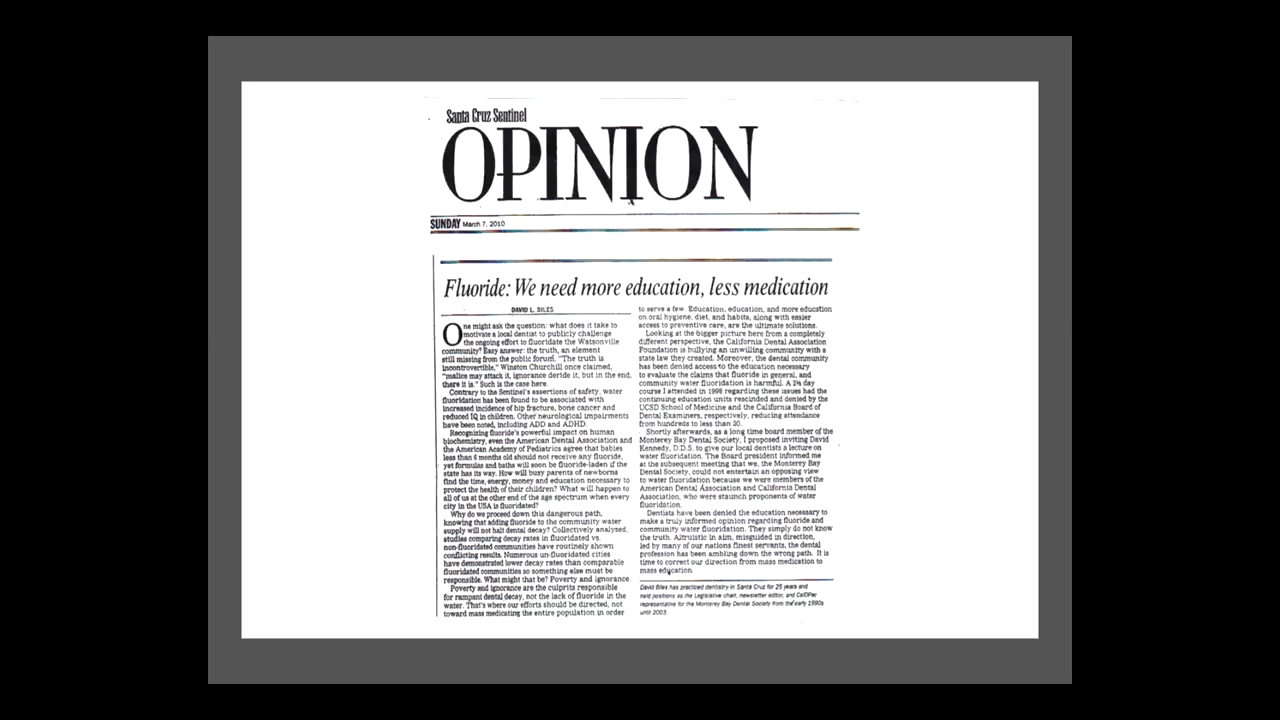 Santa Cruz Sentinel
OPINION
SUNDAY March 7, 2010
Fluoride: We need more education, less medication
DAVID L. BILES
One might ask the question: what does it take to
motivate a local dentist to publicly challenge
the ongoing effort to fluoridate the Watsonville
community? Easy answer: the truth, an element
still missing from the public forum. "The truth is
incontrovertible," Winston Churchill once claimed,
"malice may attack it, ignorance deride it, but in the end,
there it is." Such is the case here.
Contrary to the Sentinel's assertions of safety, water
fluoridation has been found to be associated with
increased incidence of hip fracture, bone cancer and
reduced IQ in children. Other neurological impairments
have been noted, including ADD and ADHD.
Recognizing fluoride's powerful impact on human
biochemistry, even the American Dental Association and
the American Academy of Pediatrics agree that babies
less than 6 months old should not receive any fluoride,
yet formulas and baths will soon be fluoride-laden if the
state has its way. How will busy parents of newborns
find the time, energy, money and education necessary to
protect the health of their children? What will happen to
all of us at the other end of the age spectrum when every
city in the USA is fluoridated?
Why do we proceed down this dangerous path,
knowing that adding fluoride to the community water
supply will not halt dental decay? Collectively analyzed,
studies comparing decay rates in fluoridated vs.
non-fluoridated communities have routinely shown
conflicting results. Numerous un-fluoridated cities
have demonstrated lower decay rates than comparable
fluoridated communities so something else must be
responsible. What might that be? Poverty and ignorance.
Poverty and ignorance are the culprits responsible
for rampant dental decay, not the lack of fluoride in the
water. That's where our efforts should be directed, not
toward mass medicating the entire population in order
to serve a few. Education, education, and more education
on oral hygiene, diet, and habits, along with easier
access to preventive care, are the ultimate solutions.
Looking at the bigger picture here from a completely
different perspective, the California Dental Association
Foundation is bullying an unwilling community with a
state law they created. Moreover, the dental community
has been denied access to the education necessary
to evaluate the claims that fluoride in general, and
community water fluoridation is harmful. A 2½ day
course I attended in 1998 regarding these issues had the
continuing education units rescinded and denied by the
UCSD School of Medicine and the California Board of
Dental Examiners, respectively, reducing attendance
from hundreds to less than 20.
Shortly afterwards, as a long time board member of the
Monterey Bay Dental Society, I proposed inviting David
Kennedy, D.D.S. to give our local dentists a lecture on
water fluoridation. The Board president informed me
at the subsequent meeting that we, the Monterey Bay
Dental Society, could not entertain an opposing view
to water fluoridation because we were members of the
American Dental Association and California Dental
Association, who were staunch proponents of water
fluoridation.
Dentists have been denied the education necessary to
make a truly informed opinion regarding fluoride and
community water fluoridation. They simply do not know
the truth. Altruistic in aim, misguided in direction,
led by many of our nations finest servants, the dental
profession has been ambling down the wrong path. It is
time to correct our direction from mass medication to
mass education.
David Biles has practiced dentistry in Santa Cruz for 25 years and
held positions as the Legislative chair, newsletter editor, and CalDPac
representative for the Monterey Bay Dental Society from the early 1990s
until 2003.